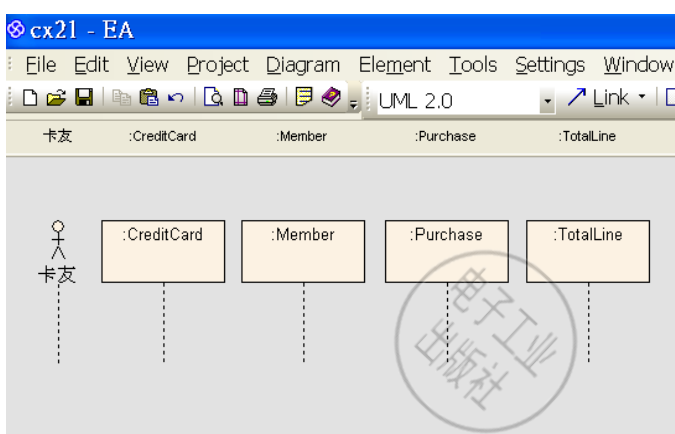 cx21 - EA
File Edit View Project Diagram Element Tools Settings Window
UML 2.0 Link
卡友 :CreditCard :Member :Purchase :TotalLine
:CreditCard :Member :Purchase :TotalLine
卡友
电子工业
出版社